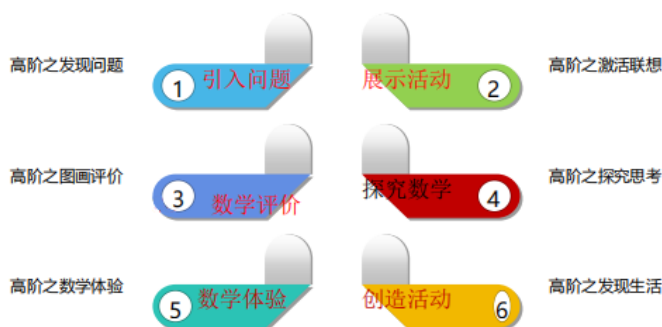 高阶之发现问题
1 引入问题
展示活动 2
高阶之激活联想
高阶之图画评价
3 数学评价
探究数学 4
高阶之探究思考
高阶之数学体验
5 数学体验
创造活动 6
高阶之发现生活